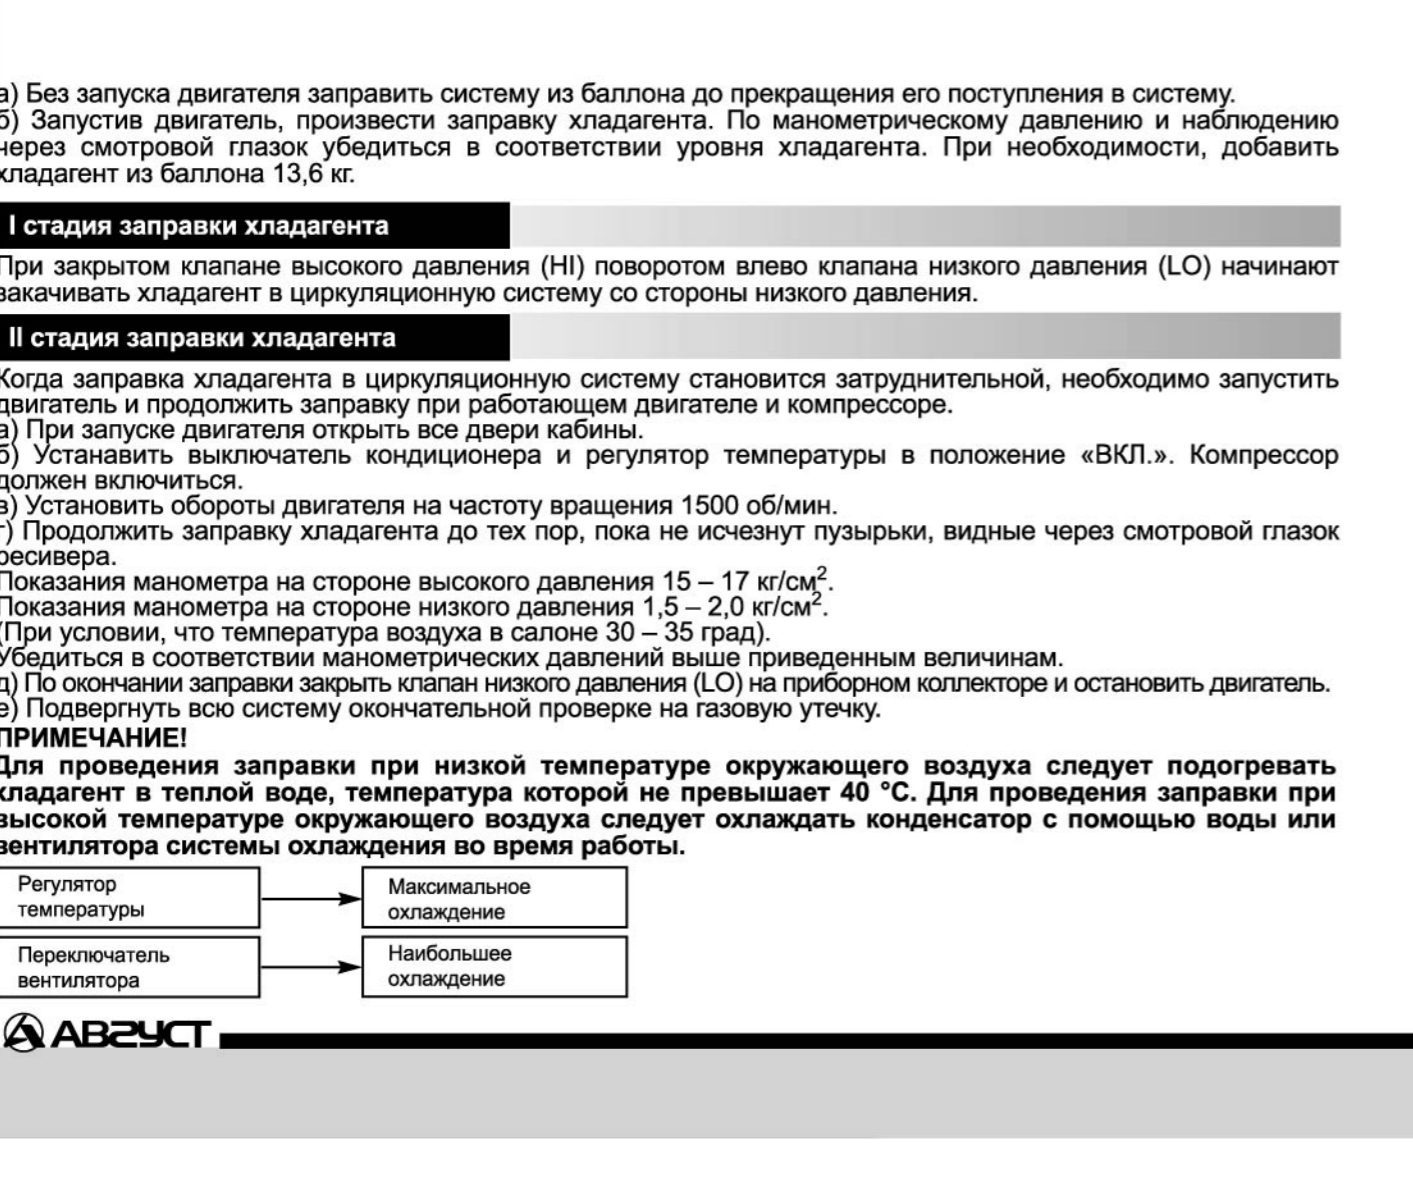 а) Без запуска двигателя заправить систему из баллона до прекращения его поступления в систему.
б) Запустив двигатель, произвести заправку хладагента. По манометрическому давлению и наблюдению
через смотровой глазок убедиться в соответствии уровня хладагента. При необходимости, добавить
хладагент из баллона 13,6 кг.
I стадия заправки хладагента
При закрытом клапане высокого давления (HI) поворотом влево клапана низкого давления (LO) начинают
закачивать хладагент в циркуляционную систему со стороны низкого давления.
II стадия заправки хладагента
Когда заправка хладагента в циркуляционную систему становится затруднительной, необходимо запустить
двигатель и продолжить заправку при работающем двигателе и компрессоре.
а) При запуске двигателя открыть все двери кабины.
б) Устанавить выключатель кондиционера и регулятор температуры в положение «ВКЛ.». Компрессор
должен включиться.
в) Установить обороты двигателя на частоту вращения 1500 об/мин.
г) Продолжить заправку хладагента до тех пор, пока не исчезнут пузырьки, видные через смотровой глазок
ресивера.
Показания манометра на стороне высокого давления 15 – 17 кг/см².
Показания манометра на стороне низкого давления 1,5 – 2,0 кг/см².
(При условии, что температура воздуха в салоне 30 – 35 град).
Убедиться в соответствии манометрических давлений выше приведенным величинам.
д) По окончании заправки закрыть клапан низкого давления (LO) на приборном коллекторе и остановить двигатель.
е) Подвергнуть всю систему окончательной проверке на газовую утечку.
ПРИМЕЧАНИЕ!
Для проведения заправки при низкой температуре окружающего воздуха следует подогревать
хладагент в теплой воде, температура которой не превышает 40 °С. Для проведения заправки при
высокой температуре окружающего воздуха следует охлаждать конденсатор с помощью воды или
вентилятора системы охлаждения во время работы.
Регулятор
температуры
Максимальное
охлаждение
Переключатель
вентилятора
Наибольшее
охлаждение
АВГУСТ